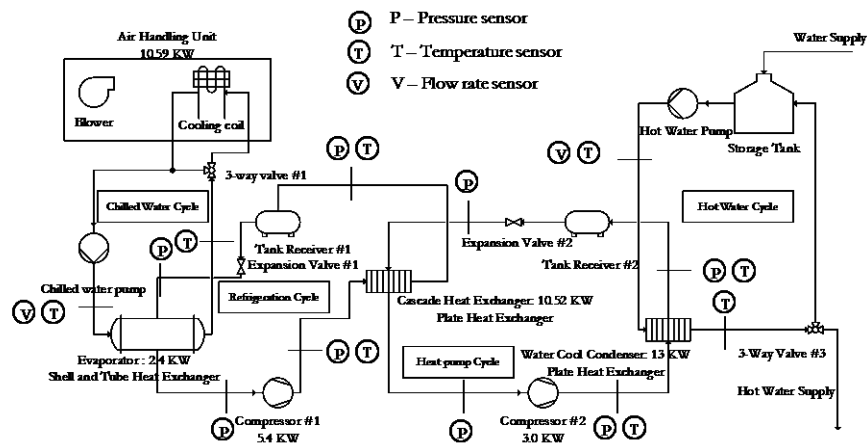 P – Pressure sensor
T – Temperature sensor
V – Flow rate sensor
Air Handling Unit
10.59 KW
Blower
Cooling coil
3-way valve #1
Chilled Water Cycle
Chilled water pump
Tank Receiver #1
Expansion Valve #1
Refrigeration Cycle
Evaporator : 2.4 KW
Shell and Tube Heat Exchanger
Compressor #1
5.4 KW
Cascade Heat Exchanger: 10.52 KW
Plate Heat Exchanger
Expansion Valve #2
Tank Receiver #2
Heat pump Cycle
Compressor #2
3.0 KW
Water Cool Condenser: 13 KW
Plate Heat Exchanger
Hot Water Pump
Storage Tank
Water Supply
Hot Water Cycle
3-Way Valve #3
Hot Water Supply
P
T
V
P T
P
V T
P T
V T
P T
T
P T
P
P
P T